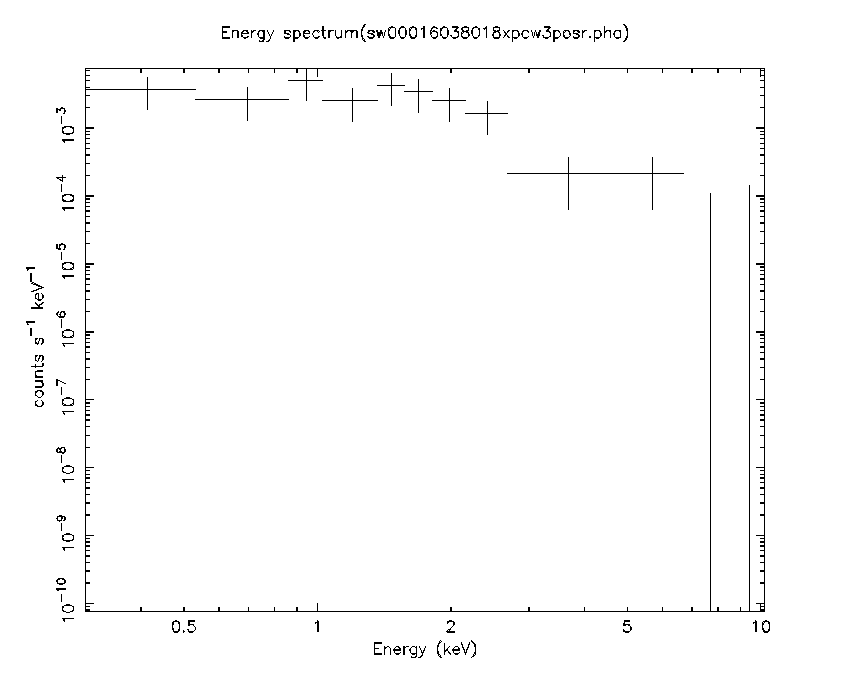 Energy spectrum(sw00016038018xpcw3posr.pha)
10⁻³
10⁻⁴
10⁻⁵
10⁻⁶
10⁻⁷
10⁻⁸
10⁻⁹
10⁻¹⁰
counts s⁻¹ keV⁻¹
0.5 1 2 5 10
Energy (keV)